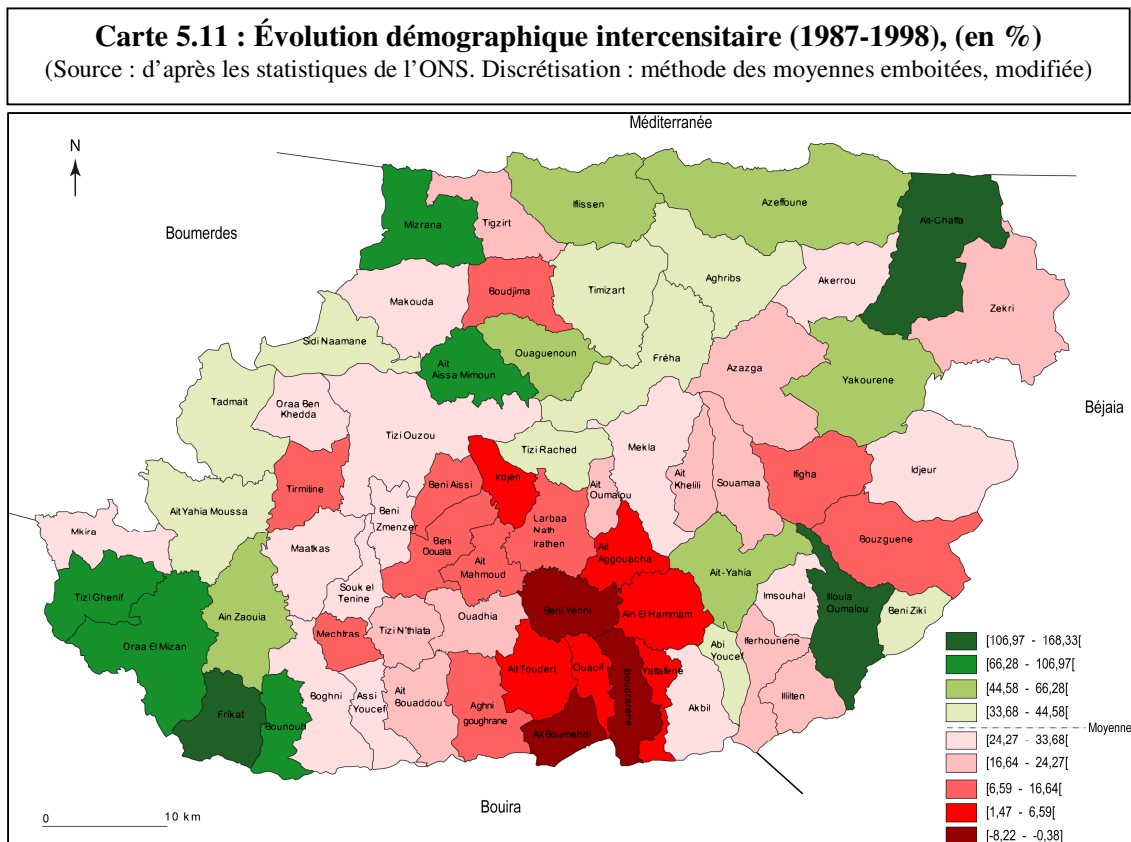 Carte 5.11 : Évolution démographique intercensitaire (1987-1998), (en %)
(Source : d'après les statistiques de l'ONS. Discrétisation : méthode des moyennes emboitées, modifiée)
Méditerranée
N
Boumerdes
Mizrana
Tigzirt
Iflissen
Azeffoune
Ait-Chaffa
Makouda
Boudjima
Timizart
Aghribs
Akerrou
Zekri
Sidi Naamane
Ait
Aissa Mimoun
Ouaguenoun
Fréha
Azazga
Yakourene
Béjaia
Tadmait
Draa Ben
Khedda
Tizi Ouzou
Tizi Rached
Mekla
Ait
Khelili
Souamaa
Ifigha
Idjeur
Tirmitine
Beni Aissi
Irdjen
Ait
Oumalou
Ait Yahia Moussa
Beni
Zmenzer
Larbaa
Nath
Irathen
Mkira
Maatkas
Beni
Douala
Ait
Mahmoud
Ait
Aggouacha
Ait-Yahia
Bouzguene
Tizi Ghenif
Souk el
Tenine
Imsouhal
Illoula
Oumalou
Beni Ziki
Ain Zaouia
Ouadhia
Beni Yenni
Ain El Hammam
Draa El Mizan
Mechtras
Tizi N'thlata
Abi
Youcef
Iferhounene
Ait Toudert
Ouacif
Iboudrarene
Yattafene
Frikat
Bounouh
Boghni
Assi
Youcef
Ait
Bouaddou
Aghni
goughrane
Ait Boumehdi
Akbil
Illilten
Bouira
0
10 km
[106,97 - 168,33[
[66,28 - 106,97[
[44,58 - 66,28[
[33,68 - 44,58[
Moyenne
[24,27 - 33,68[
[16,64 - 24,27[
[6,59 - 16,64[
[1,47 - 6,59[
[-8,22 - -0,38]